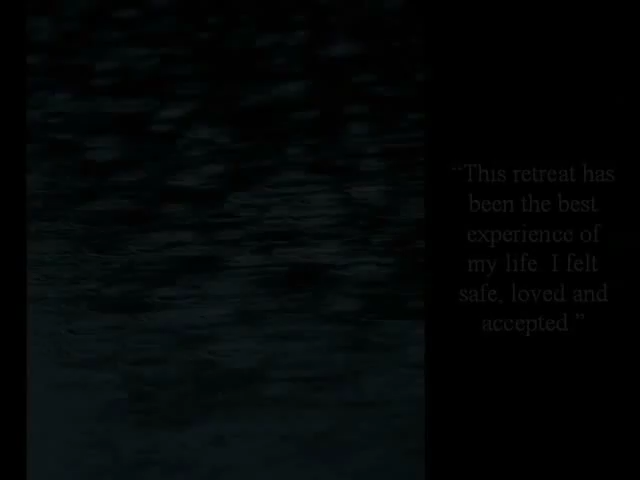 “This retreat has
been the best
experience of
my life. I felt
safe, loved and
accepted.”